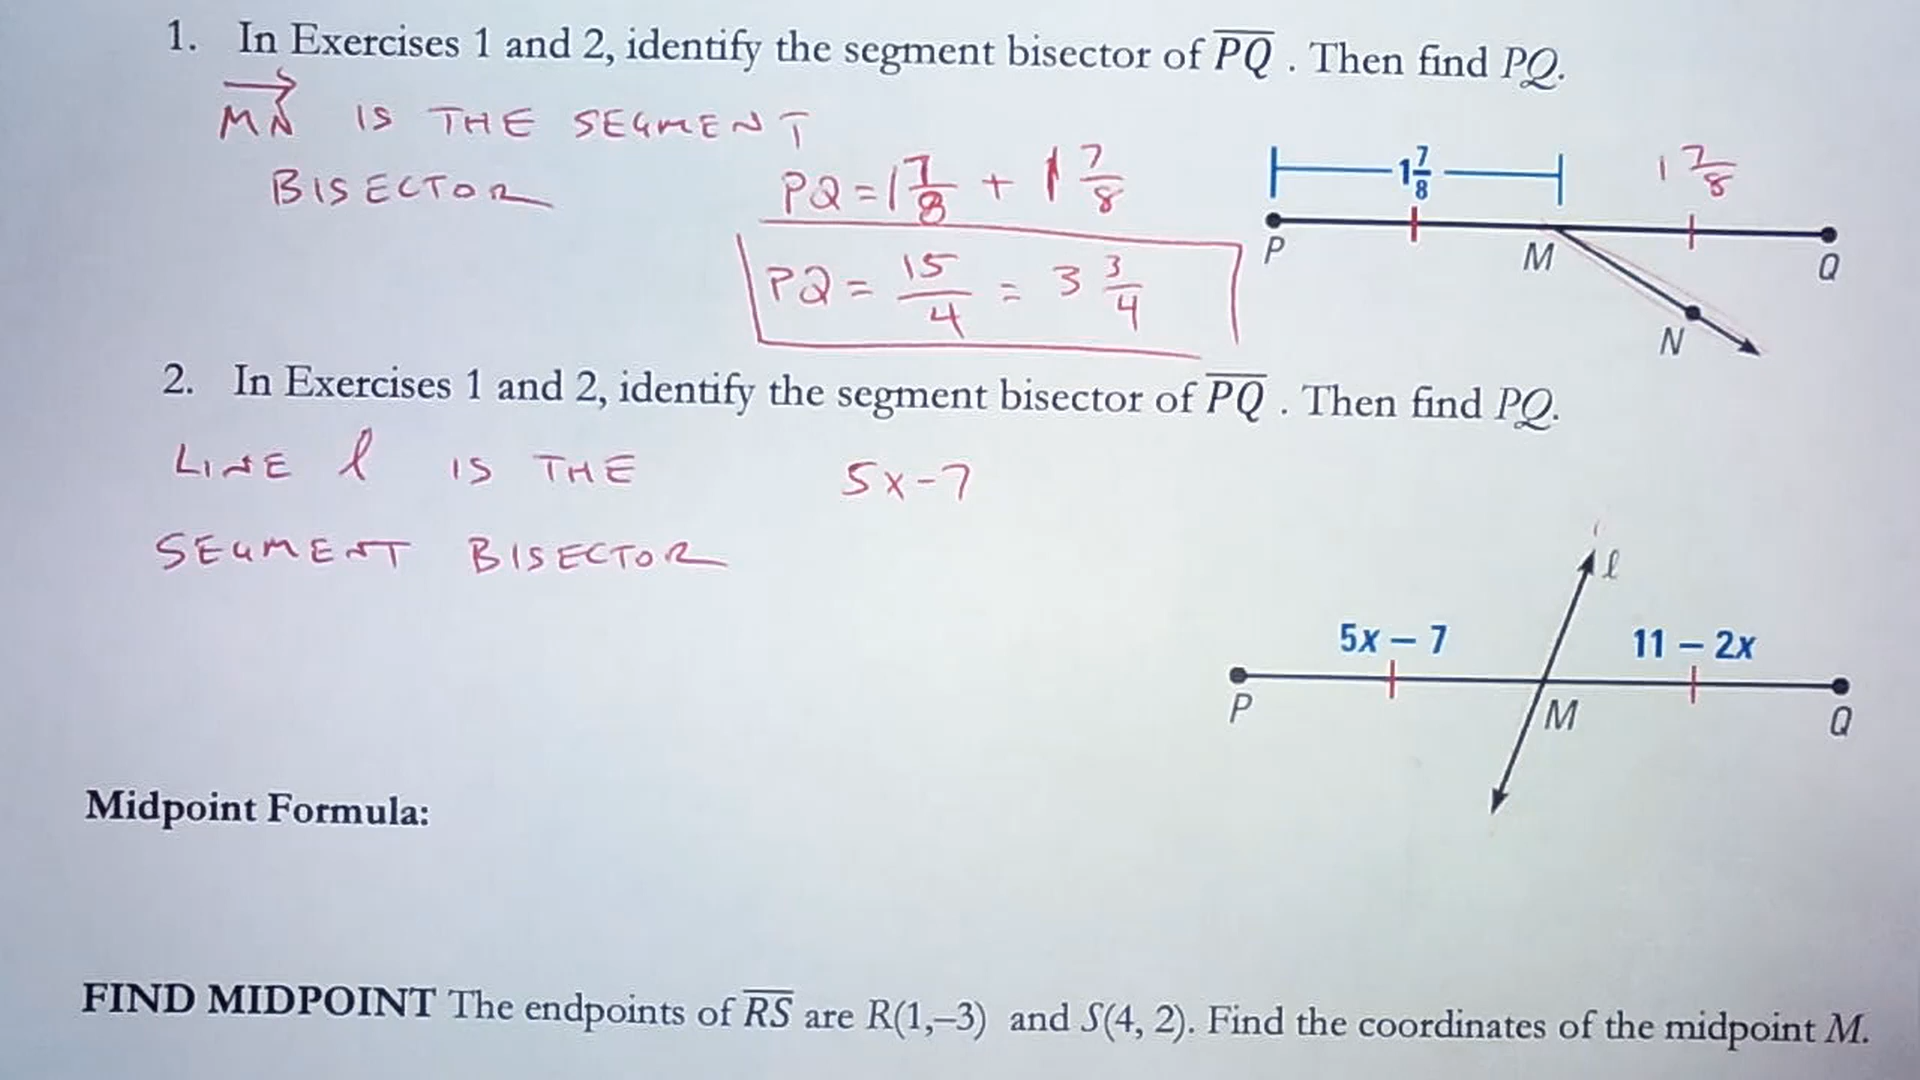 1. In Exercises 1 and 2, identify the segment bisector of PQ . Then find PQ.
MN IS THE SEGMENT
BISECTOR
PQ = 1 7/8 + 1 7/8
PQ = 15/4 = 3 3/4
1 7/8
1 7/8
P
M
Q
N
2. In Exercises 1 and 2, identify the segment bisector of PQ . Then find PQ.
LINE ℓ IS THE
SEGMENT BISECTOR
5x-7
ℓ
5x – 7
11 – 2x
P
M
Q
Midpoint Formula:
FIND MIDPOINT The endpoints of RS are R(1,–3) and S(4, 2). Find the coordinates of the midpoint M.